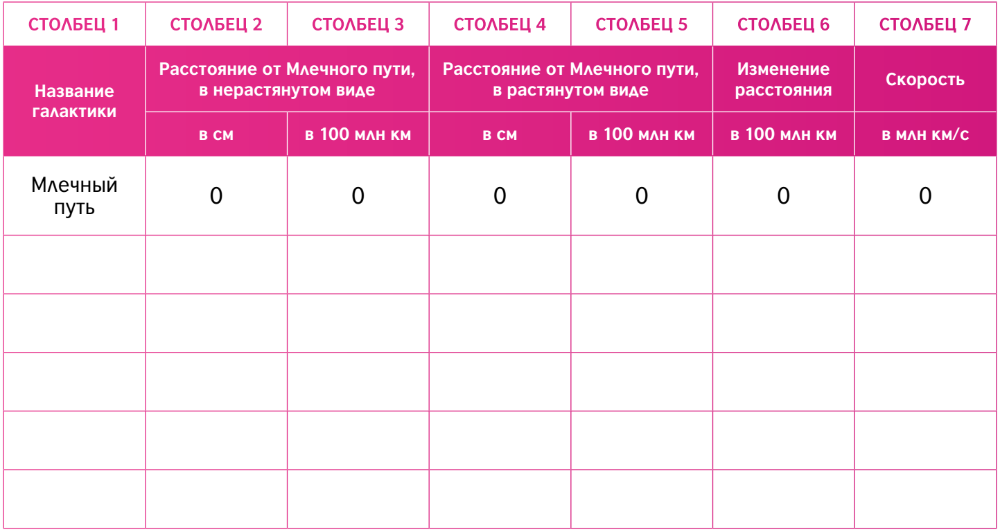 СТОЛБЕЦ 1 СТОЛБЕЦ 2 СТОЛБЕЦ 3 СТОЛБЕЦ 4 СТОЛБЕЦ 5 СТОЛБЕЦ 6 СТОЛБЕЦ 7
Название
галактики
Расстояние от Млечного пути,
в нерастянутом виде
Расстояние от Млечного пути,
в растянутом виде
Изменение
расстояния
Скорость
в см в 100 млн км в см в 100 млн км в 100 млн км в млн км/с
Млечный
путь
0 0 0 0 0 0